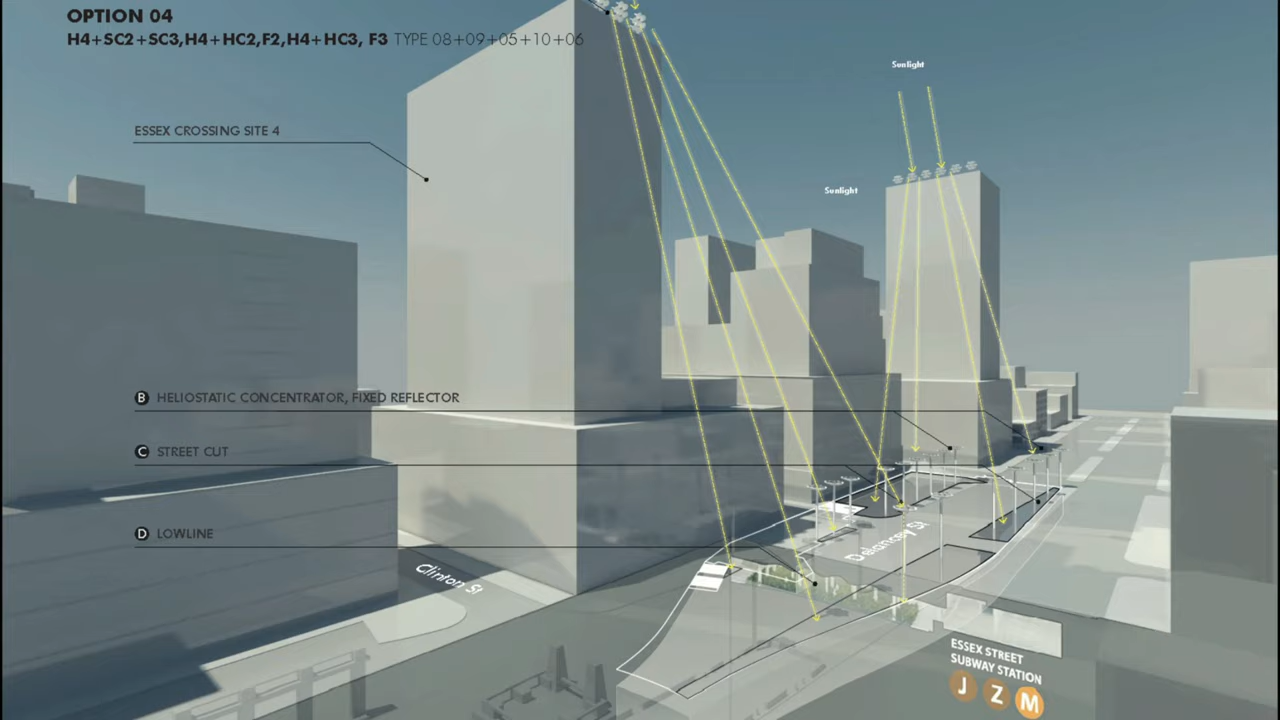 OPTION 04
H4+SC2+SC3,H4+HC2,F2,H4+HC3, F3 TYPE 08+09+05+10+06
Sunlight
ESSEX CROSSING SITE 4
Sunlight
B HELIOSTATIC CONCENTRATOR, FIXED REFLECTOR
C STREET CUT
D LOWLINE
Delancey St
Clinton St
ESSEX STREET
SUBWAY STATION
J Z M